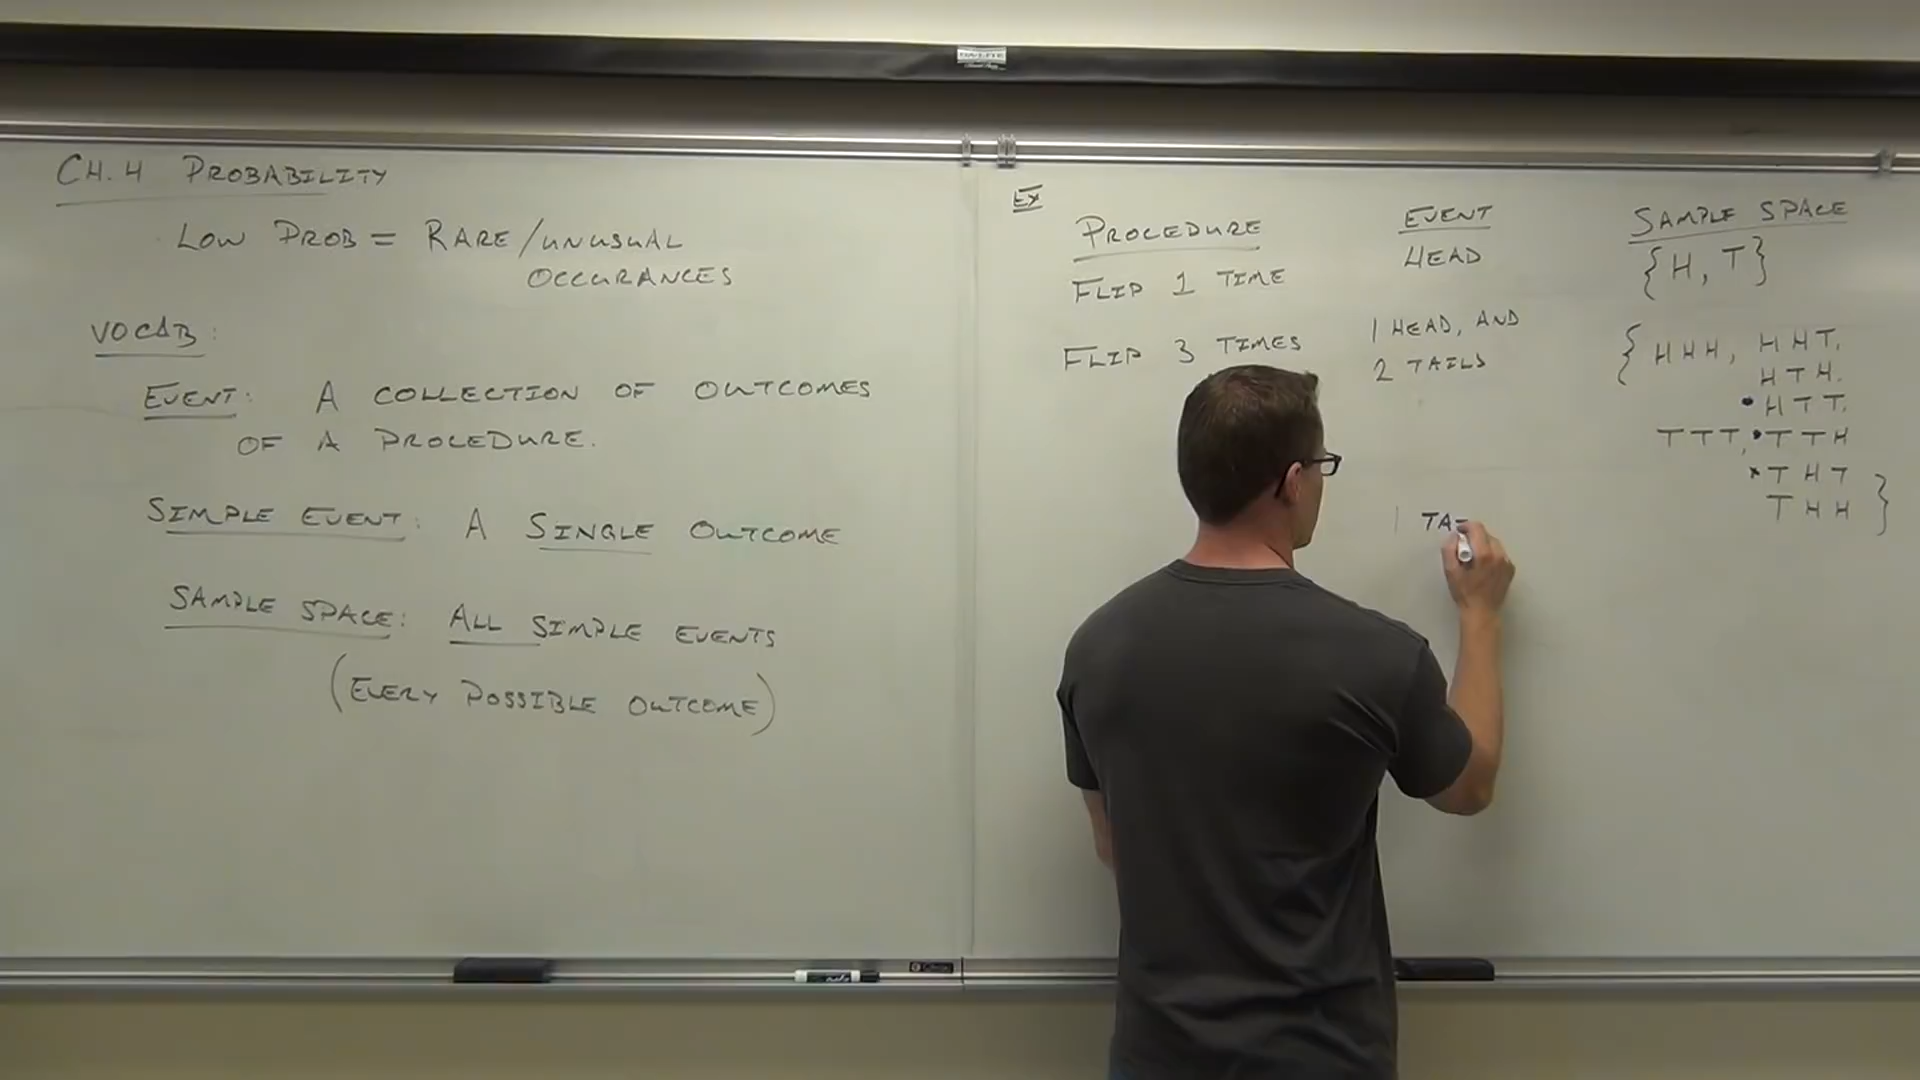 CH.4 PROBABILITY
LOW PROB = RARE/UNUSUAL
OCCURANCES
VOCAB:
EVENT: A COLLECTION OF OUTCOMES
OF A PROCEDURE.
SIMPLE EVENT: A SINGLE OUTCOME
SAMPLE SPACE: ALL SIMPLE EVENTS
(EVERY POSSIBLE OUTCOME)
EX
PROCEDURE
FLIP 1 TIME
FLIP 3 TIMES
EVENT
HEAD
1 HEAD, AND
2 TAILS
1 TA
SAMPLE SPACE
{H, T}
{HHH, HHT,
HTH,
• HTT,
TTT, • TTH
• THT
THH}